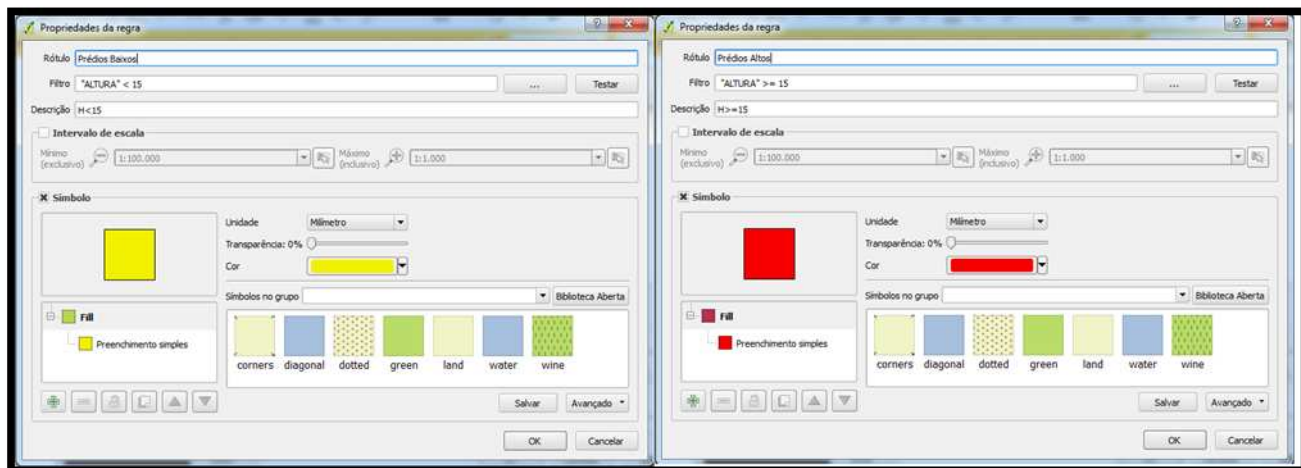 Propriedades da regra
Rótulo Prédios Baixos
Filtro "ALTURA" < 15 ... Testar
Descrição H<15
Intervalo de escala
Mínimo (exclusivo) 1:100.000 Máximo (inclusivo) 1:1.000
Símbolo
Unidade Milímetro
Transparência: 0%
Cor
Símbolos no grupo Biblioteca Aberta
Fill
Preenchimento simples
corners diagonal dotted green land water wine
Salvar Avançado
OK Cancelar
Propriedades da regra
Rótulo Prédios Altos
Filtro "ALTURA" >= 15 ... Testar
Descrição H>=15
Intervalo de escala
Mínimo (exclusivo) 1:100.000 Máximo (inclusivo) 1:1.000
Símbolo
Unidade Milímetro
Transparência: 0%
Cor
Símbolos no grupo Biblioteca Aberta
Fill
Preenchimento simples
corners diagonal dotted green land water wine
Salvar Avançado
OK Cancelar